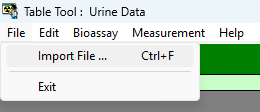 Table Tool : Urine Data
File Edit Bioassay Measurement Help
Import File ... Ctrl+F
Exit